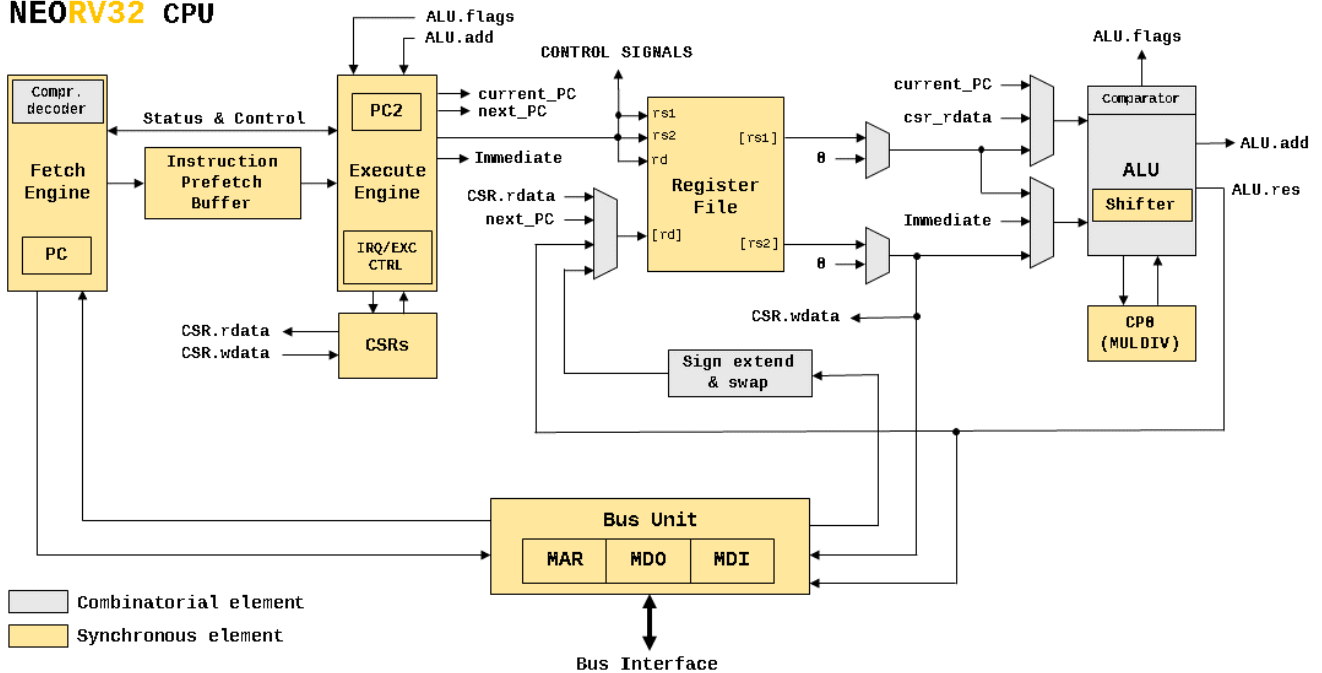 NEORV32 CPU
ALU.flags
ALU.add
CONTROL SIGNALS
ALU.flags
Compr.
decoder
Status & Control
Fetch
Engine
PC
Instruction
Prefetch
Buffer
PC2
Execute
Engine
IRQ/EXC
CTRL
current_PC
next_PC
Immediate
CSRs
CSR.rdata
CSR.wdata
CSR.rdata
next_PC
rs1
rs2
rd
[rd]
[rs1]
[rs2]
Register
File
0
0
current_PC
csr_rdata
Immediate
Comparator
ALU
Shifter
ALU.add
ALU.res
CP0
(MULDIV)
CSR.wdata
Sign extend
& swap
Bus Unit
MAR
MDO
MDI
Bus Interface
Combinatorial element
Synchronous element